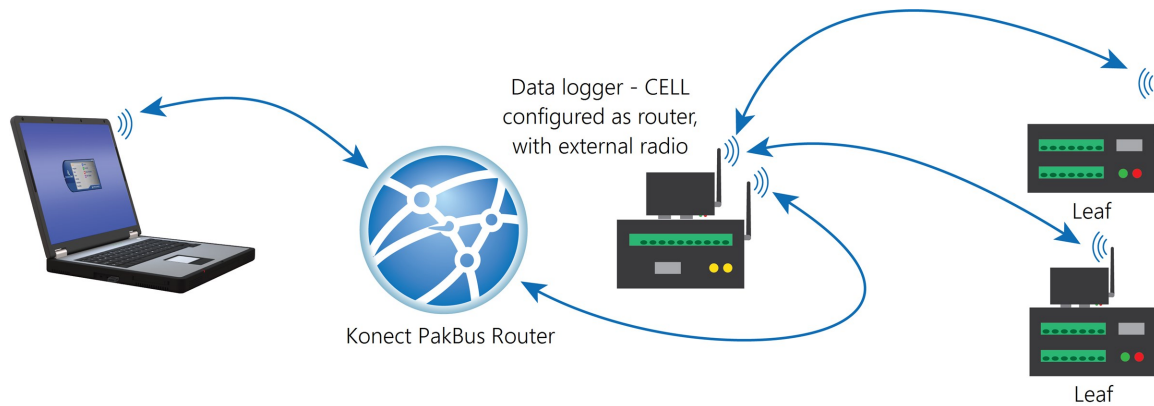 Data logger - CELL
configured as router,
with external radio
Leaf
Konect PakBus Router
Leaf